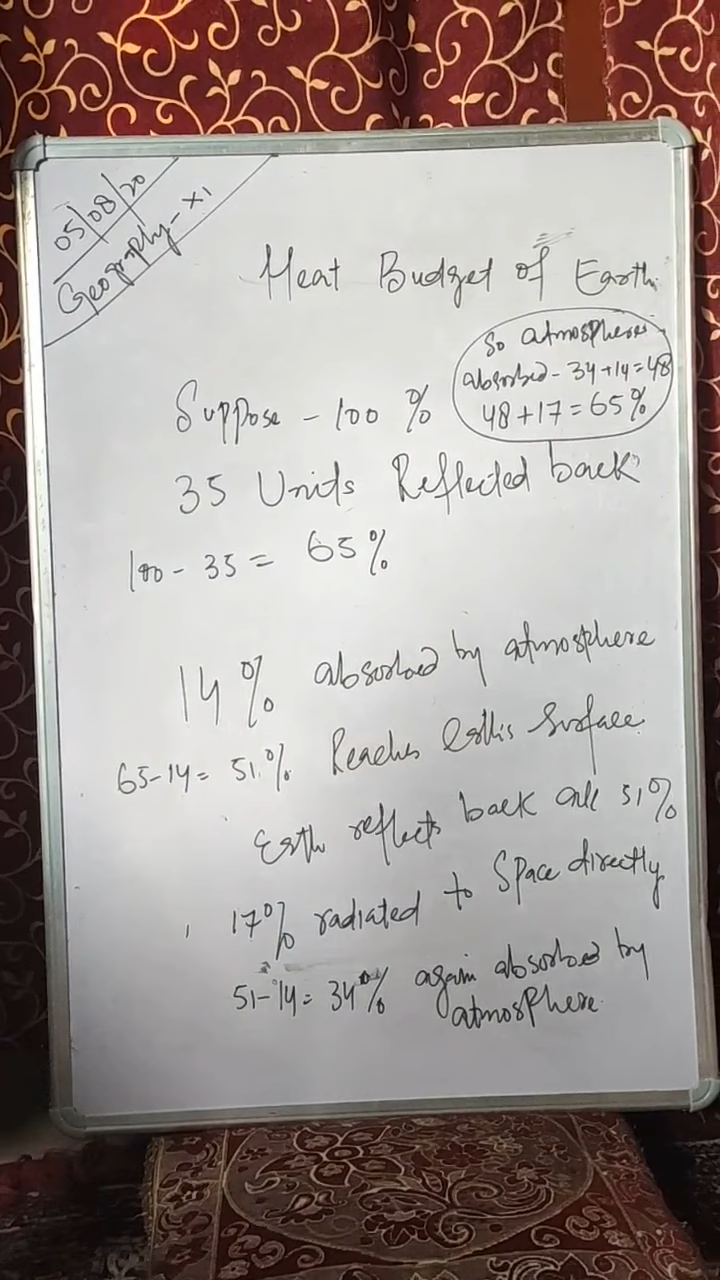 05/08/20
Geography - XI
Heat Budget of Earth
So atmosphere
absorbed - 34+14=48
48+17=65%
Suppose - 100 %
35 Units Reflected back
100 - 35 = 65%
14% absorbed by atmosphere
65-14= 51% Reaches Surface
Earth reflects back all 51%
17% radiated to Space directly
51-14= 34% again absorbed by
atmosphere